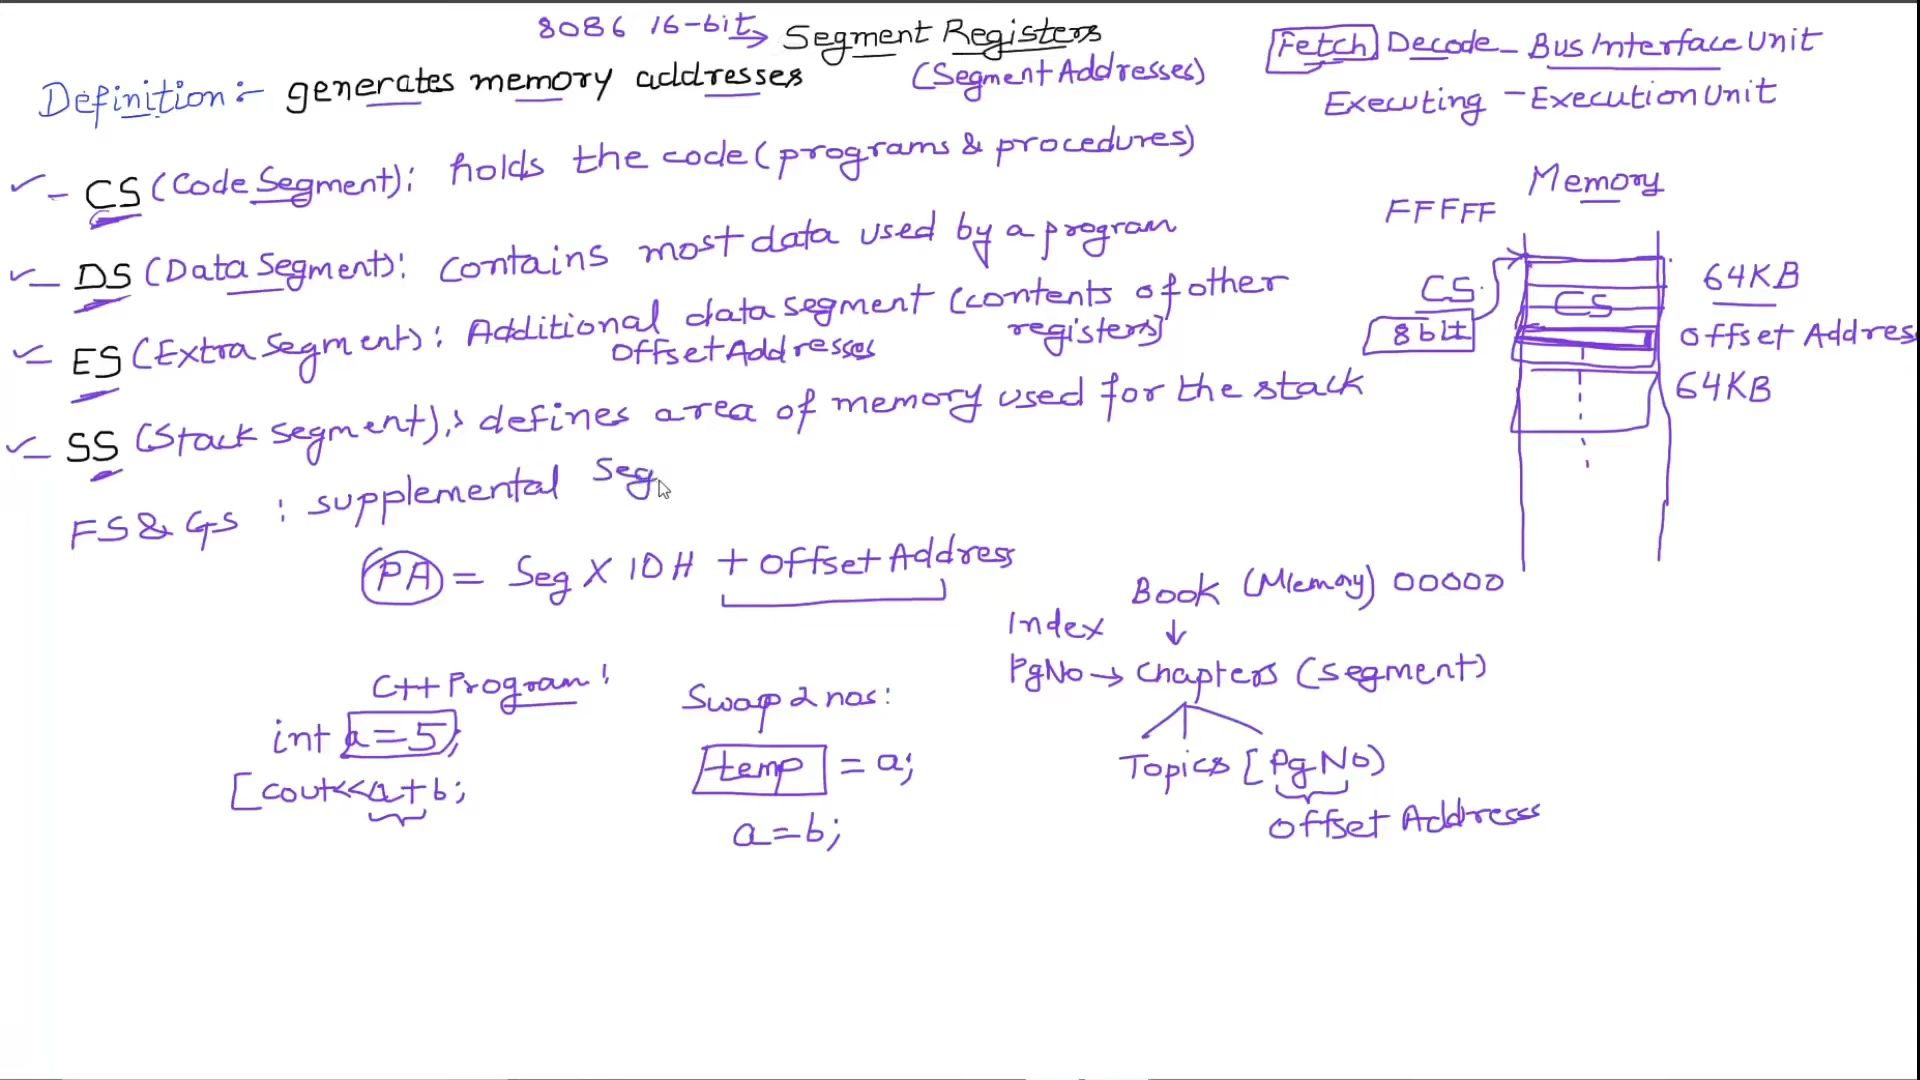 8086 16-bit → Segment Registers
(Segment Addresses)
Definition :- generates memory addresses
Fetch Decode - Bus Interface Unit
Executing - Execution Unit
- CS (Code Segment): holds the code (programs & procedures)
- DS (Data Segment): contains most data used by a program
- ES (Extra Segment): Additional data segment (contents of other registers]
offset Addresses
- SS (Stack Segment): defines area of memory used for the stack
FS & GS : supplemental Seg
PA = Seg X 10H + offset Address
Memory
FFFFF
CS
8 bit
CS
64KB
offset Addres
64KB
00000
C++ Program:
int a = 5;
[cout<<a+b;
Swap 2 nos:
temp = a;
a = b;
Book (Memory)
Index ↓
PgNo → Chapters (segment)
Topics [PgNo)
offset Address